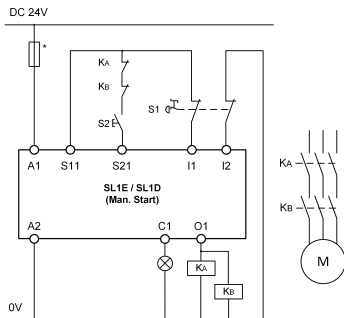 DC 24V
*
KA
KB
S1
S2
A1 S11 S21 I1 I2
SL1E / SL1D
(Man. Start)
A2 C1 O1
KA
KB
0V
KA
KB
M